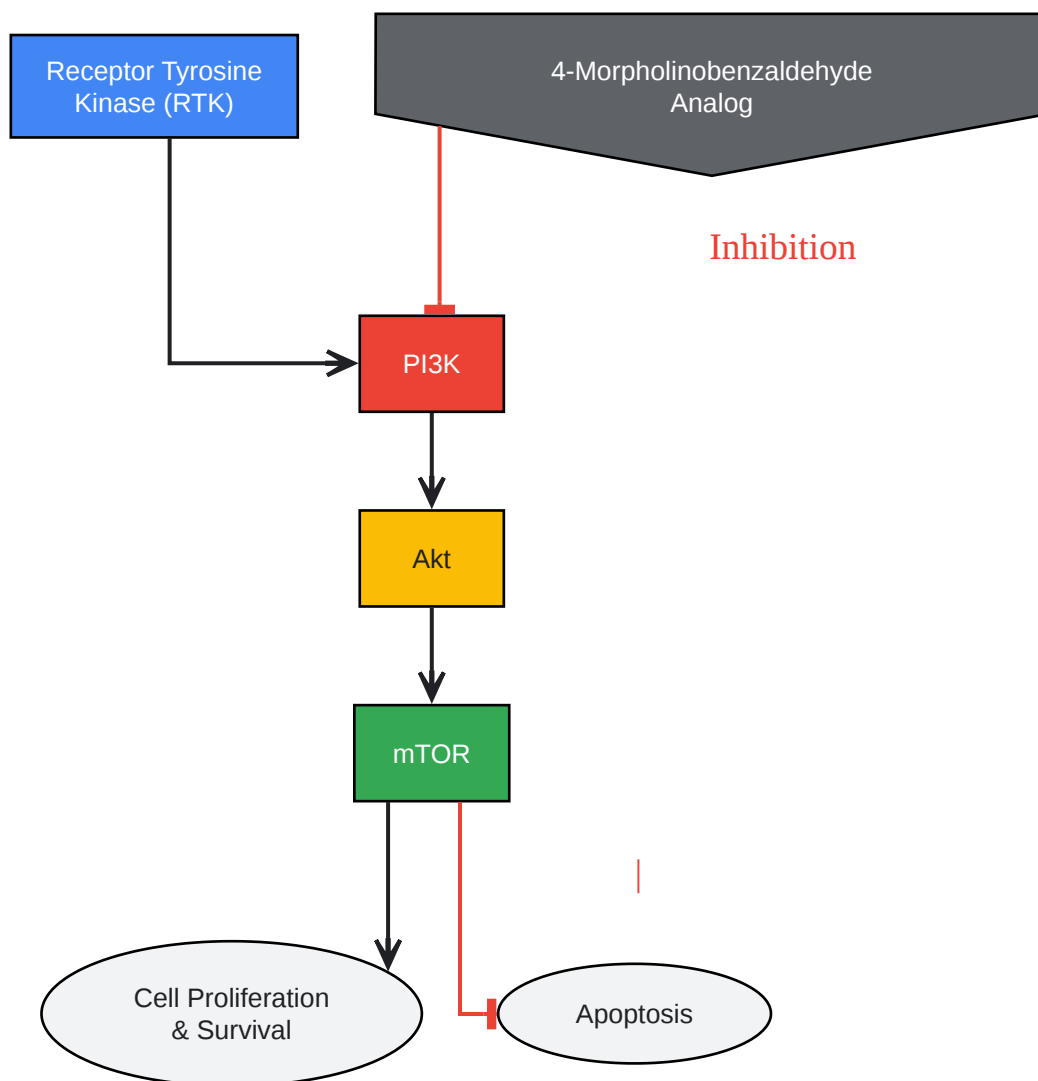 Receptor Tyrosine
Kinase (RTK)
4-Morpholinobenzaldehyde
Analog
Inhibition
PI3K
Akt
mTOR
|
Cell Proliferation
& Survival
Apoptosis